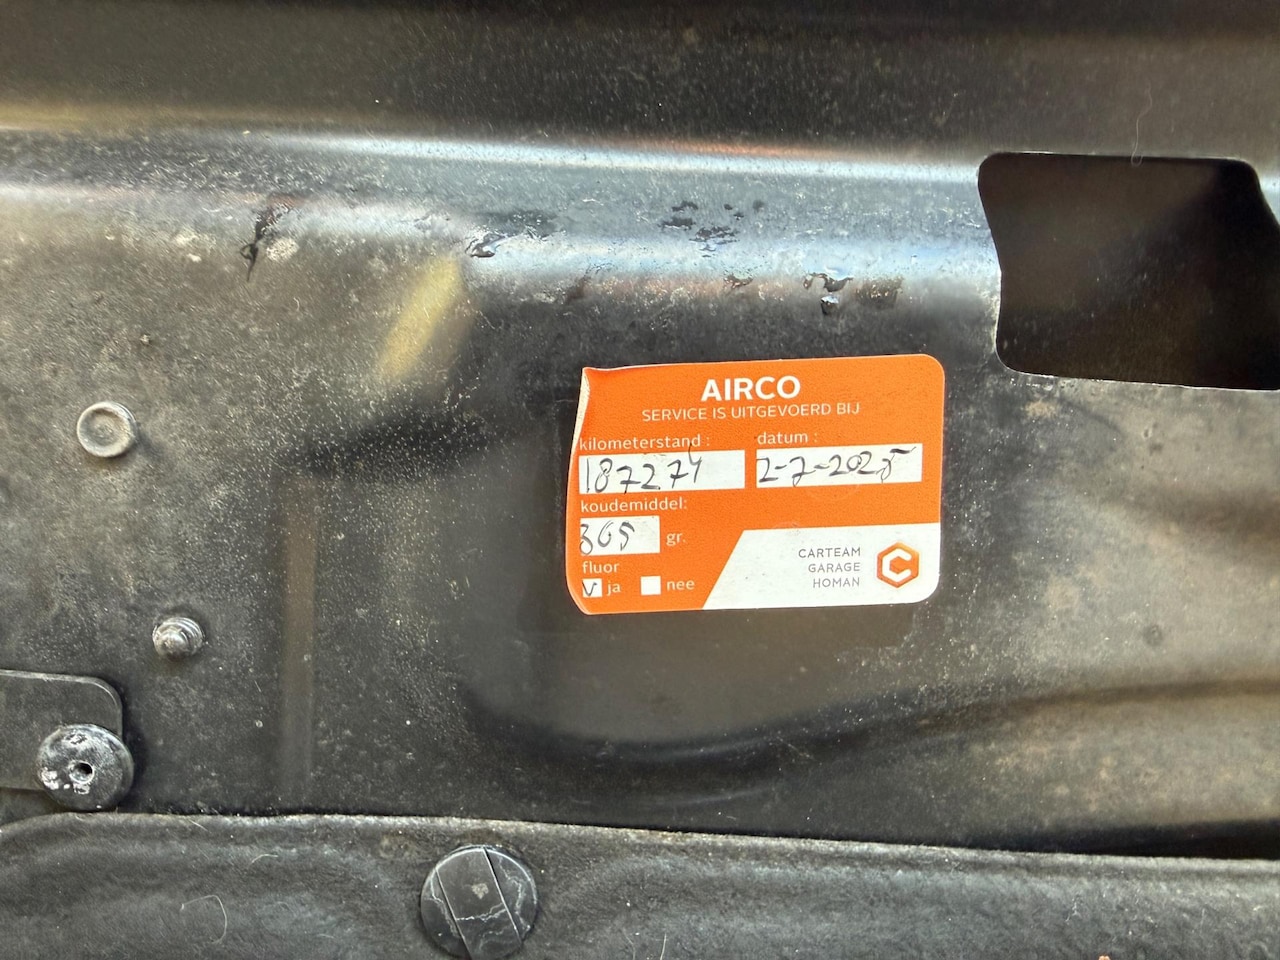 AIRCO
SERVICE IS UITGEVOERD BIJ
kilometerstand : datum :
187274 2-7-2025
koudemiddel:
365 gr.
fluor
ja nee
CARTEAM
GARAGE
HOMAN